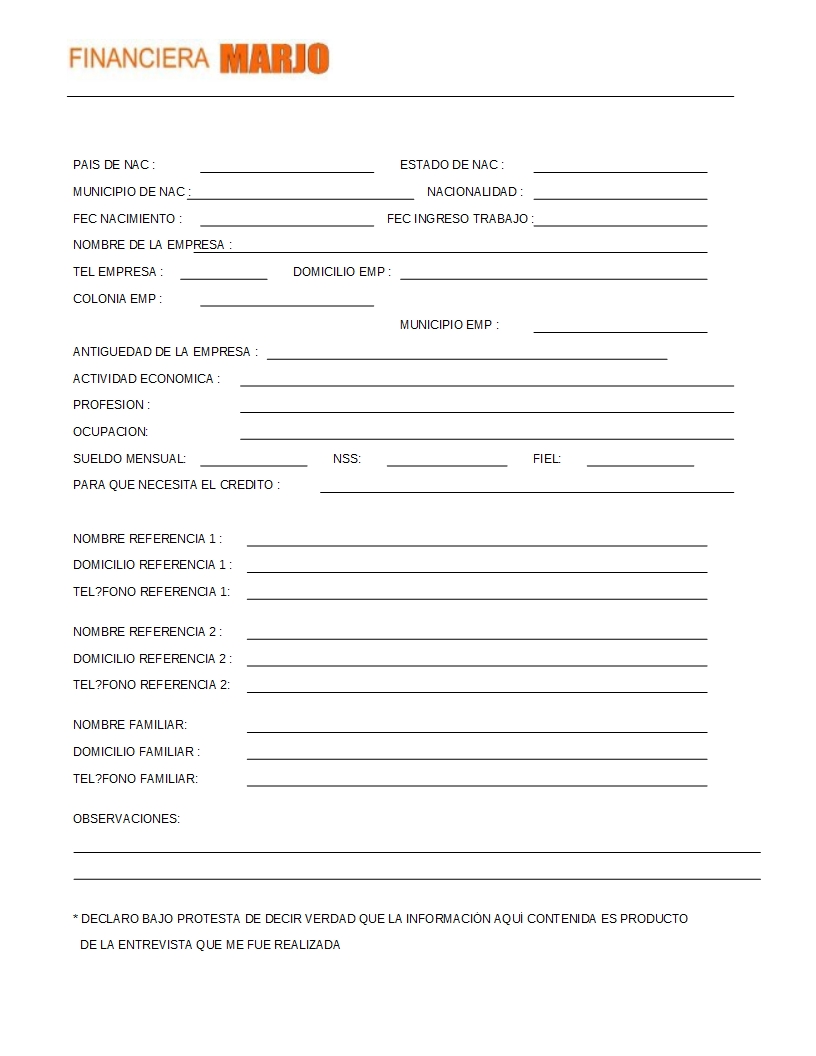 FINANCIERA MARJO
PAIS DE NAC : ESTADO DE NAC :
MUNICIPIO DE NAC : NACIONALIDAD :
FEC NACIMIENTO : FEC INGRESO TRABAJO :
NOMBRE DE LA EMPRESA :
TEL EMPRESA : DOMICILIO EMP :
COLONIA EMP :
MUNICIPIO EMP :
ANTIGUEDAD DE LA EMPRESA :
ACTIVIDAD ECONOMICA :
PROFESION :
OCUPACION:
SUELDO MENSUAL: NSS: FIEL:
PARA QUE NECESITA EL CREDITO :
NOMBRE REFERENCIA 1 :
DOMICILIO REFERENCIA 1 :
TEL?FONO REFERENCIA 1:
NOMBRE REFERENCIA 2 :
DOMICILIO REFERENCIA 2 :
TEL?FONO REFERENCIA 2:
NOMBRE FAMILIAR:
DOMICILIO FAMILIAR :
TEL?FONO FAMILIAR:
OBSERVACIONES:
* DECLARO BAJO PROTESTA DE DECIR VERDAD QUE LA INFORMACIÓN AQUÍ CONTENIDA ES PRODUCTO
DE LA ENTREVISTA QUE ME FUE REALIZADA